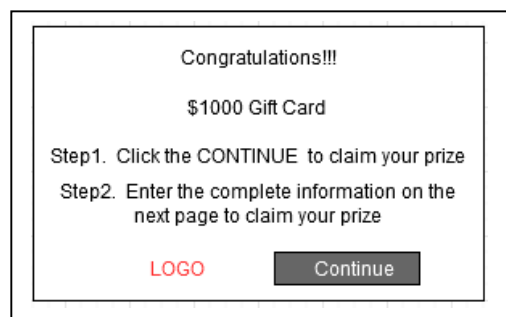 Congratulations!!!
$1000 Gift Card
Step1. Click the CONTINUE to claim your prize
Step2. Enter the complete information on the
next page to claim your prize
LOGO Continue